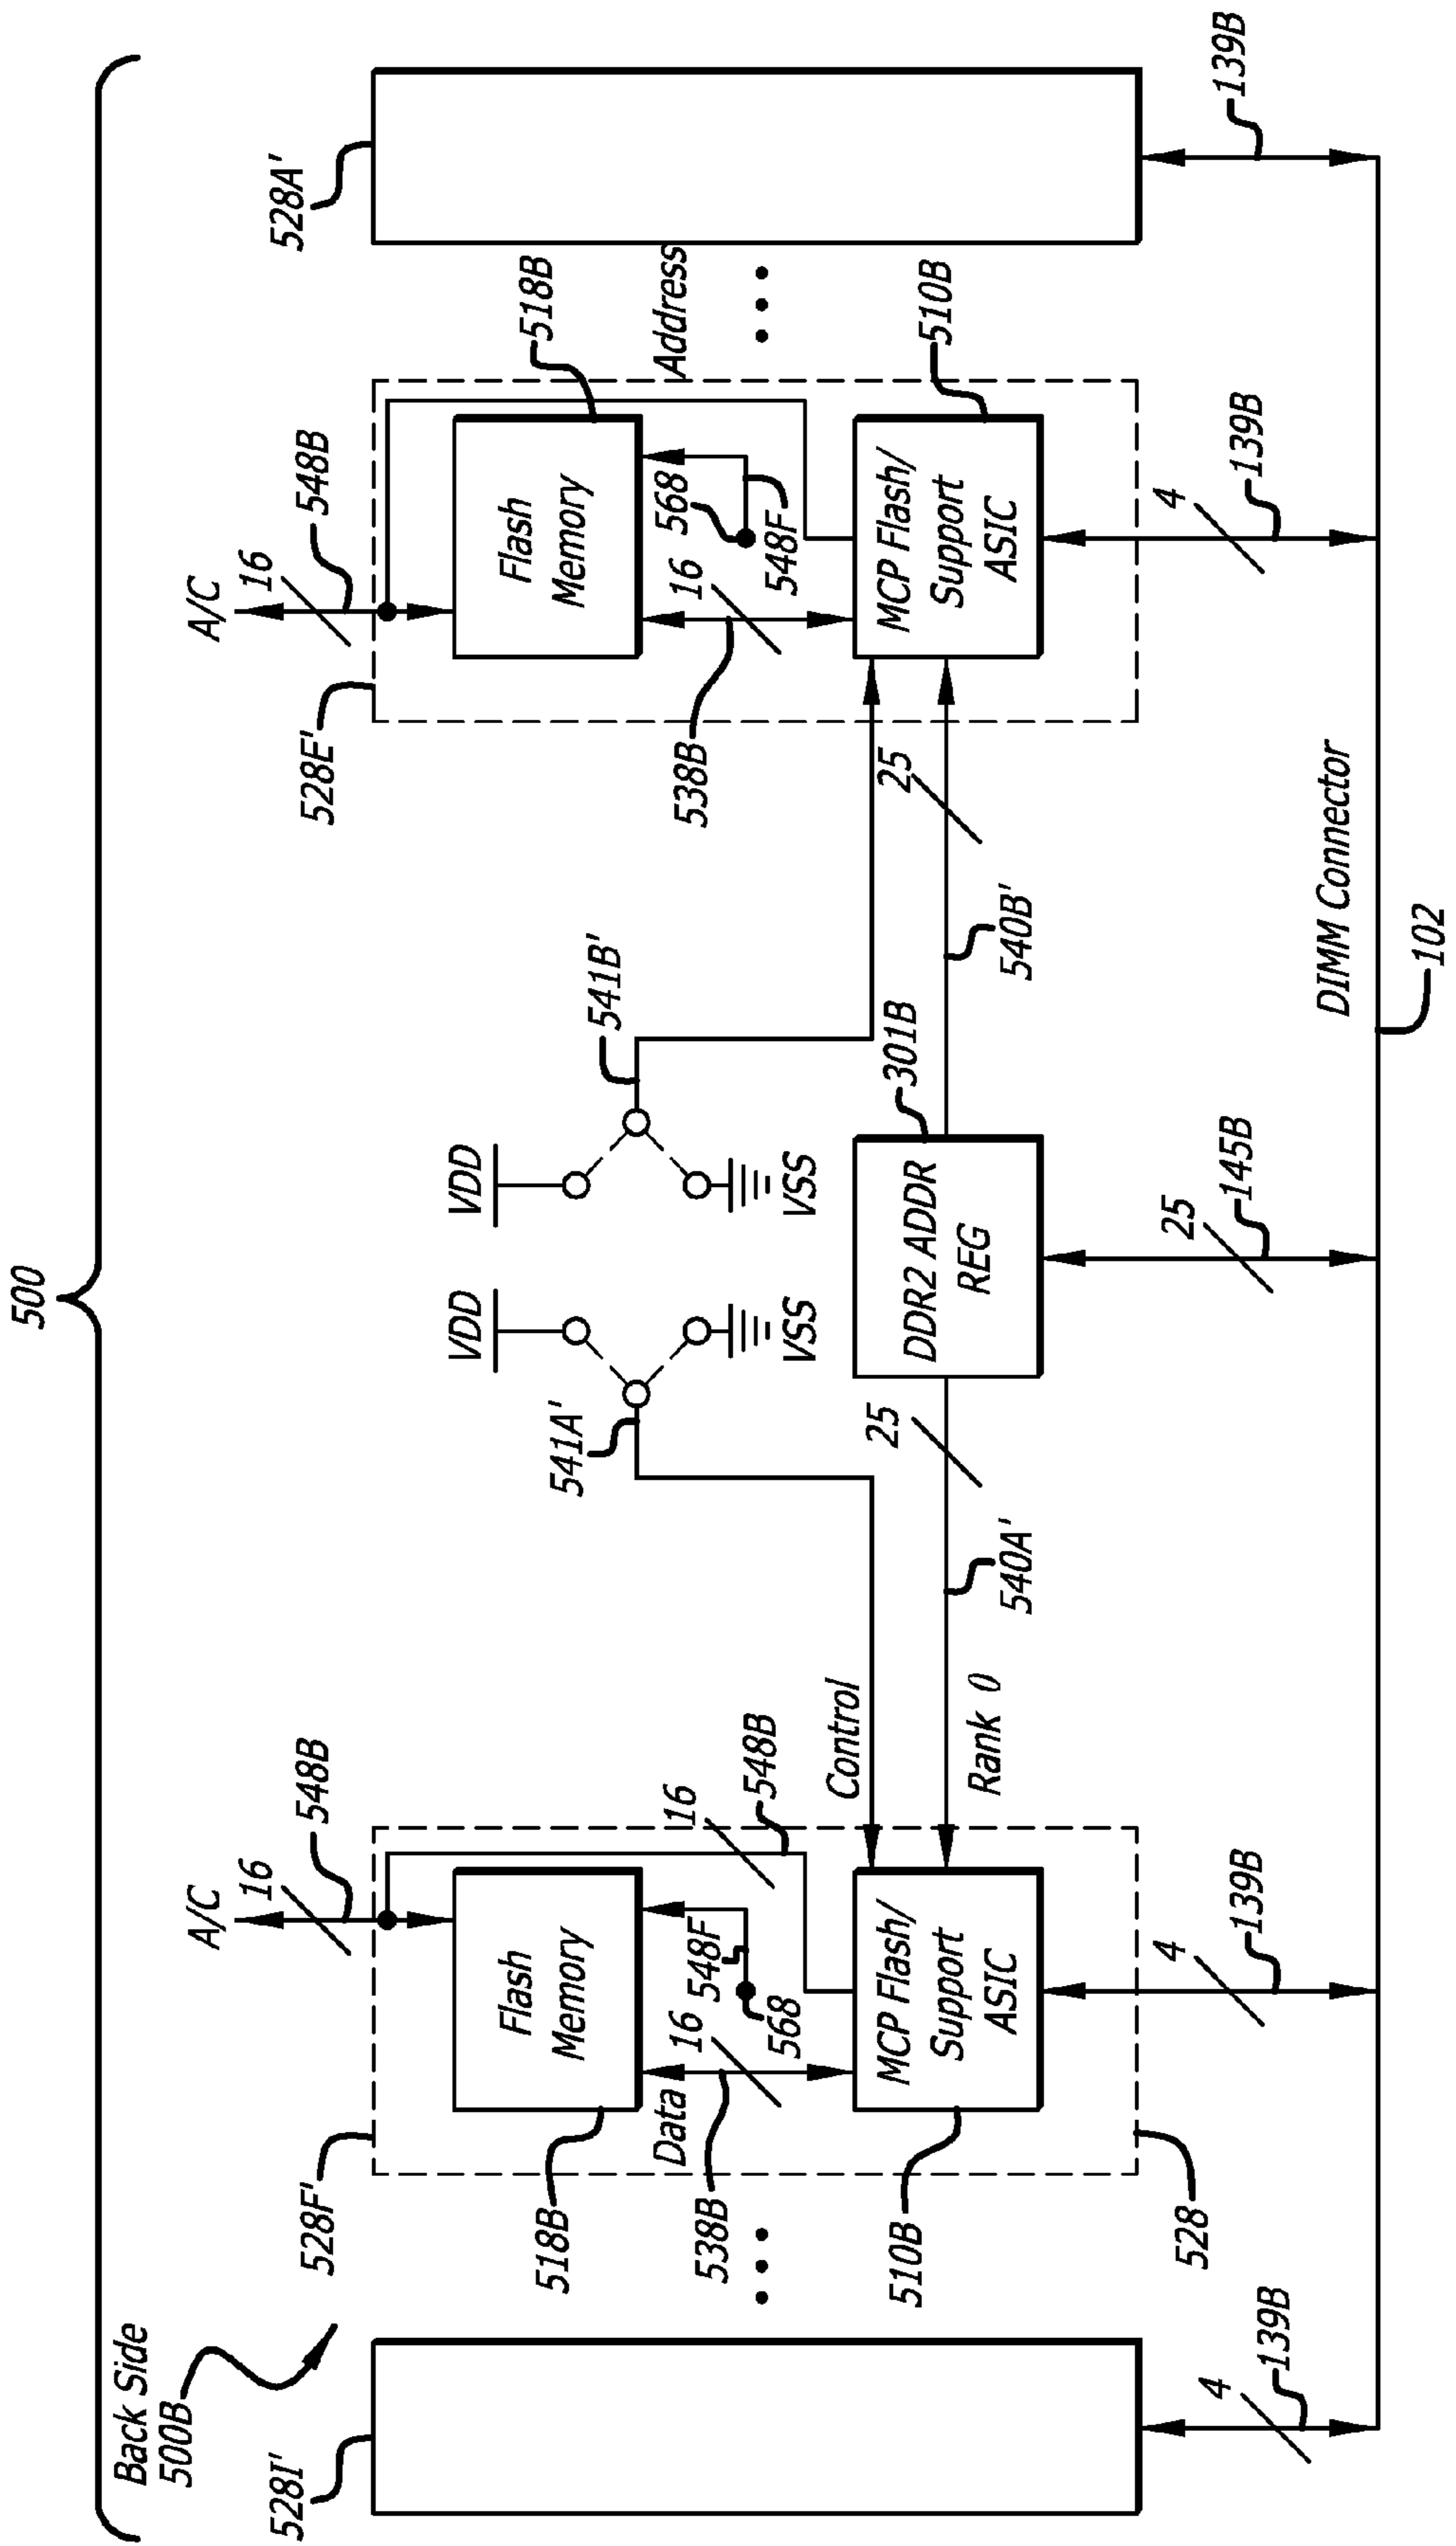 500
Back Side
500B
528I'
528F'
528E'
528A'
A/C
16
548B
A/C
16
548B
518B
Flash
Memory
Flash
Memory
518B
541A'
VDD
VSS
541B'
VDD
VSS
Data
538B
16
548F
568
16
548B
538B
16
568
548F
Address
Control
Rank 0
510B
MCP Flash/
Support
ASIC
540A'
25
DDR2 ADDR
REG
301B
540B'
25
MCP Flash/
Support
ASIC
510B
528
4
139B
4
139B
25
145B
4
139B
139B
DIMM Connector
102